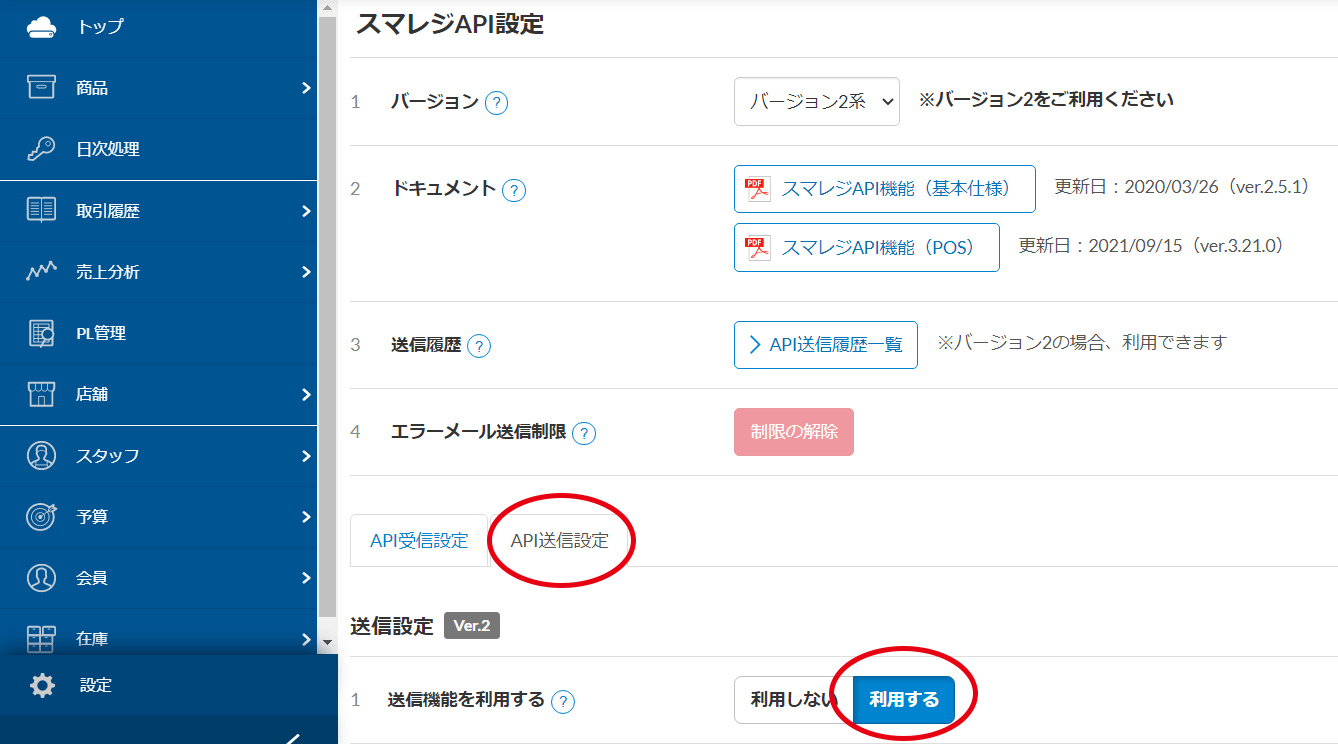 トップ
商品
日次処理
取引履歴
売上分析
PL管理
店舗
スタッフ
予算
会員
在庫
設定
スマレジAPI設定
1 バージョン ? バージョン2系 ※バージョン2をご利用ください
2 ドキュメント ? PDF スマレジAPI機能（基本仕様） 更新日：2020/03/26（ver.2.5.1）
PDF スマレジAPI機能（POS） 更新日：2021/09/15（ver.3.21.0）
3 送信履歴 ? API送信履歴一覧 ※バージョン2の場合、利用できます
4 エラーメール送信制限 ? 制限の解除
API受信設定 API送信設定
送信設定 Ver.2
1 送信機能を利用する ? 利用しない 利用する